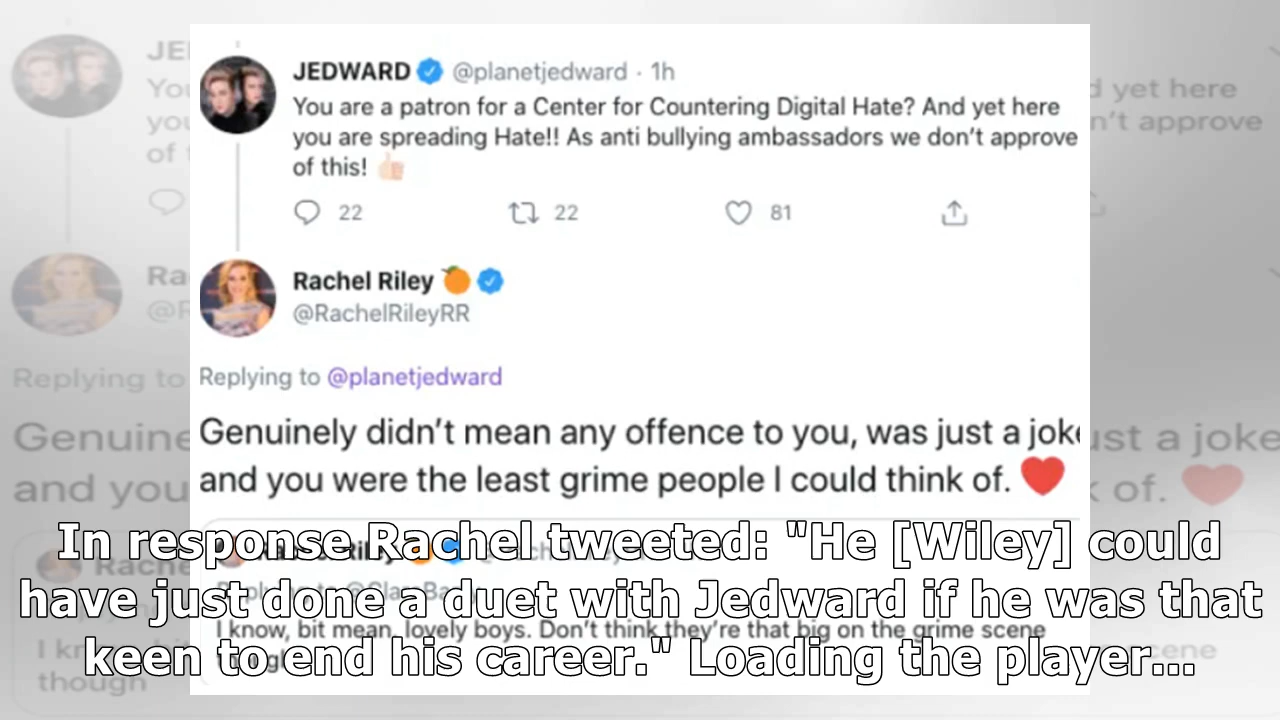 JEDWARD @planetjedward · 1h
You are a patron for a Center for Countering Digital Hate? And yet here
you are spreading Hate!! As anti bullying ambassadors we don't approve
of this!
22 22 81
Rachel Riley
@RachelRileyRR
Replying to @planetjedward
Genuinely didn't mean any offence to you, was just a joke
and you were the least grime people I could think of.
I know, bit mean, lovely boys. Don't think they're that big on the grime scene
though
In response Rachel tweeted: "He [Wiley] could
have just done a duet with Jedward if he was that
keen to end his career." Loading the player...